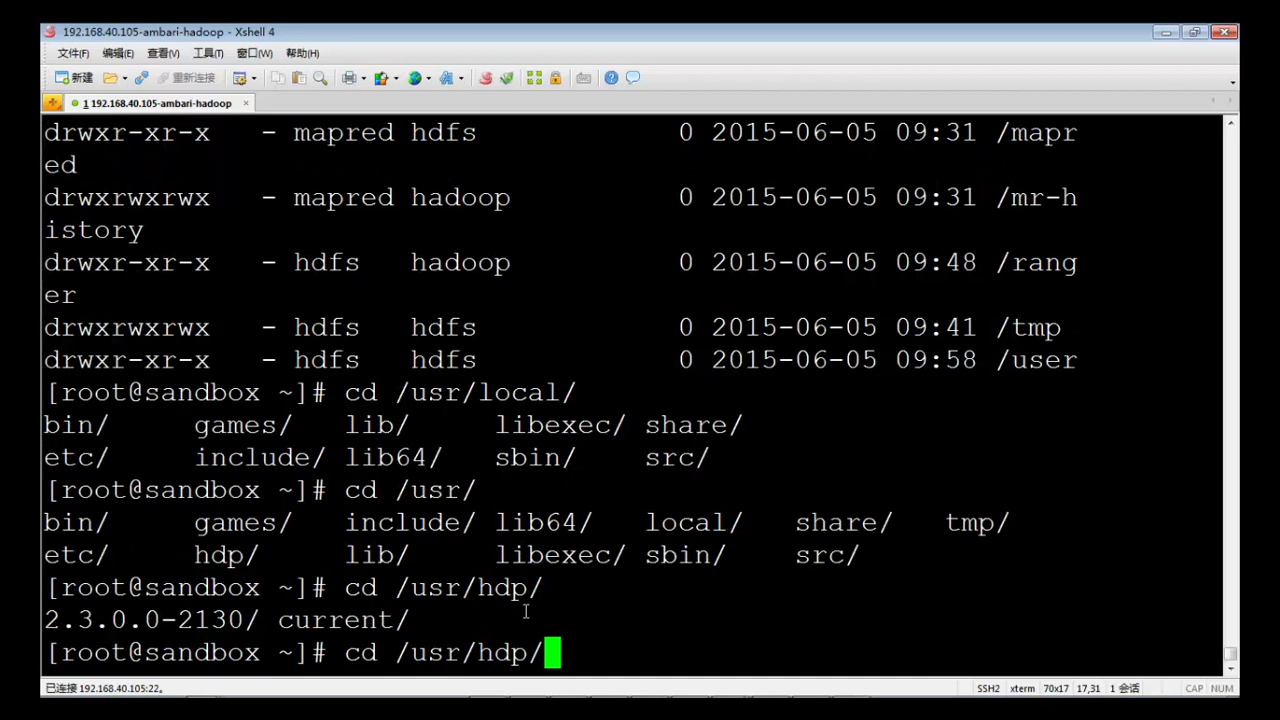 192.168.40.105-ambari-hadoop - Xshell 4
文件(F) 编辑(E) 查看(V) 工具(T) 窗口(W) 帮助(H)
新建 重新连接
1 192.168.40.105-ambari-hadoop
drwxr-xr-x   - mapred hdfs            0 2015-06-05 09:31 /mapr
ed
drwxrwxrwx   - mapred hadoop          0 2015-06-05 09:31 /mr-h
istory
drwxr-xr-x   - hdfs   hadoop          0 2015-06-05 09:48 /rang
er
drwxrwxrwx   - hdfs   hdfs            0 2015-06-05 09:41 /tmp
drwxr-xr-x   - hdfs   hdfs            0 2015-06-05 09:58 /user
[root@sandbox ~]# cd /usr/local/
bin/     games/   lib/     libexec/ share/
etc/     include/ lib64/   sbin/    src/
[root@sandbox ~]# cd /usr/
bin/     games/   include/ lib64/   local/   share/   tmp/
etc/     hdp/     lib/     libexec/ sbin/    src/
[root@sandbox ~]# cd /usr/hdp/
2.3.0.0-2130/ current/
[root@sandbox ~]# cd /usr/hdp/
已连接 192.168.40.105:22。 SSH2 xterm 70x17 17,31 1 会话 CAP NUM